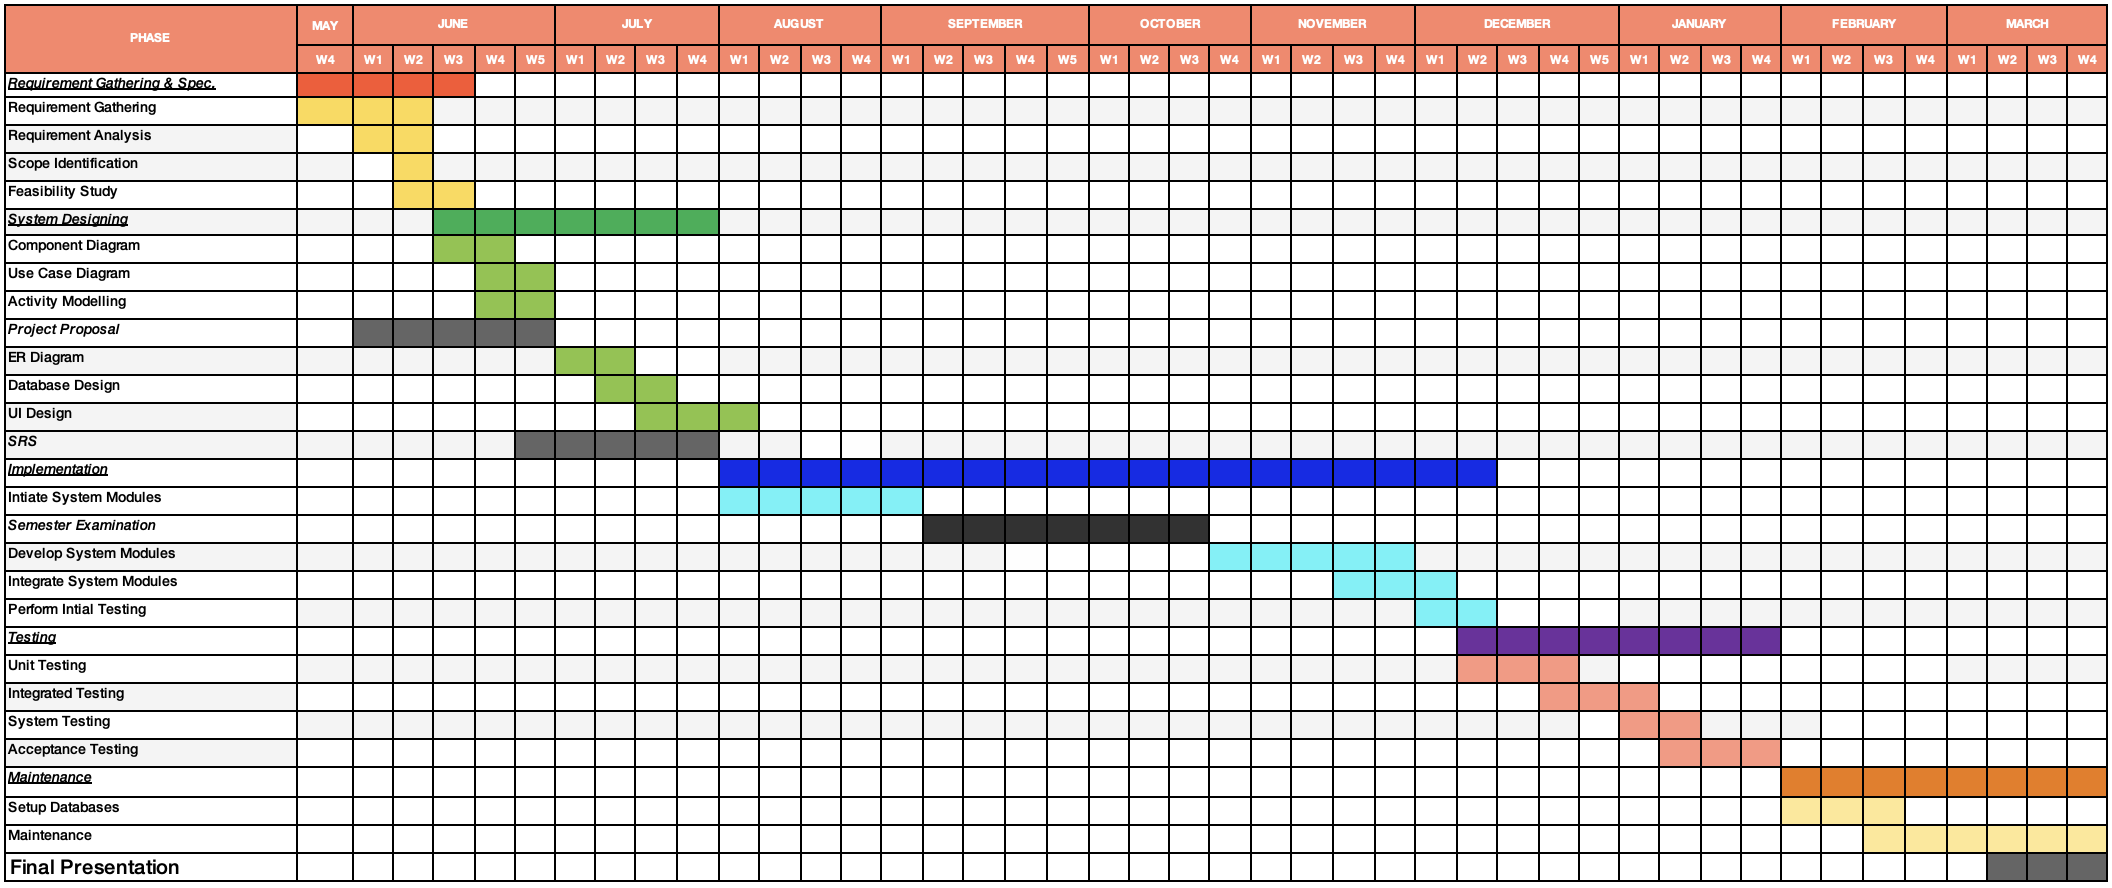 PHASE MAY JUNE JULY AUGUST SEPTEMBER OCTOBER NOVEMBER DECEMBER JANUARY FEBRUARY MARCH
W4 W1 W2 W3 W4 W5 W1 W2 W3 W4 W1 W2 W3 W4 W1 W2 W3 W4 W5 W1 W2 W3 W4 W1 W2 W3 W4 W1 W2 W3 W4 W5 W1 W2 W3 W4 W1 W2 W3 W4 W1 W2 W3 W4
Requirement Gathering & Spec.
Requirement Gathering
Requirement Analysis
Scope Identification
Feasibility Study
System Designing
Component Diagram
Use Case Diagram
Activity Modelling
Project Proposal
ER Diagram
Database Design
UI Design
SRS
Implementation
Intiate System Modules
Semester Examination
Develop System Modules
Integrate System Modules
Perform Intial Testing
Testing
Unit Testing
Integrated Testing
System Testing
Acceptance Testing
Maintenance
Setup Databases
Maintenance
Final Presentation